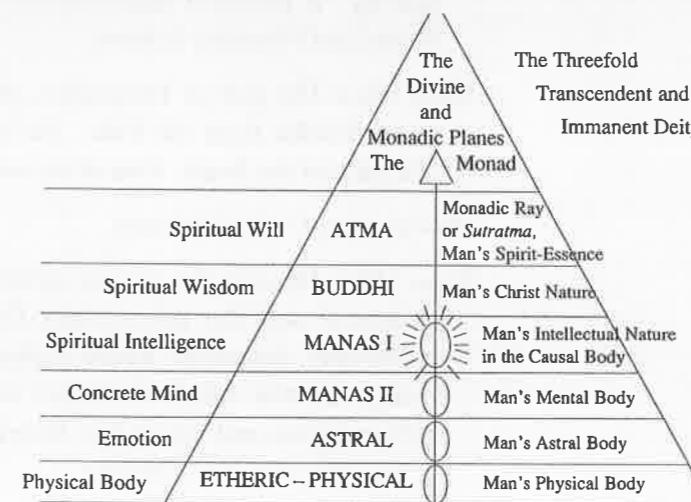 The
Divine
and
Monadic Planes
The Monad
The Threefold
Transcendent and
Immanent
Spiritual Will ATMA Monadic Ray
or Sutratma,
Man's Spirit-Essence
Spiritual Wisdom BUDDHI Man's Christ Nature
Spiritual Intelligence MANAS I Man's Intellectual Nature
in the Causal Body
Concrete Mind MANAS II Man's Mental Body
Emotion ASTRAL Man's Astral Body
Physical Body ETHERIC – PHYSICAL Man's Physical Body